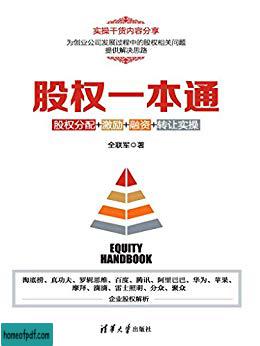 实操干货内容分享
为创业公司发展过程中的股权相关问题
提供解决思路
股权一本通
股权分配+激励+融资+转让实操
全联军◎著
EQUITY
HANDBOOK
海底捞、真功夫、罗辑思维、百度、腾讯、阿里巴巴、华为、苹果、
摩拜、滴滴、雷士照明、分众、聚众
企业股权解析
清华大学出版社
homeofpdf.com